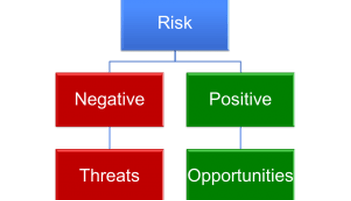 Risk
Negative
Positive
Threats
Opportunities